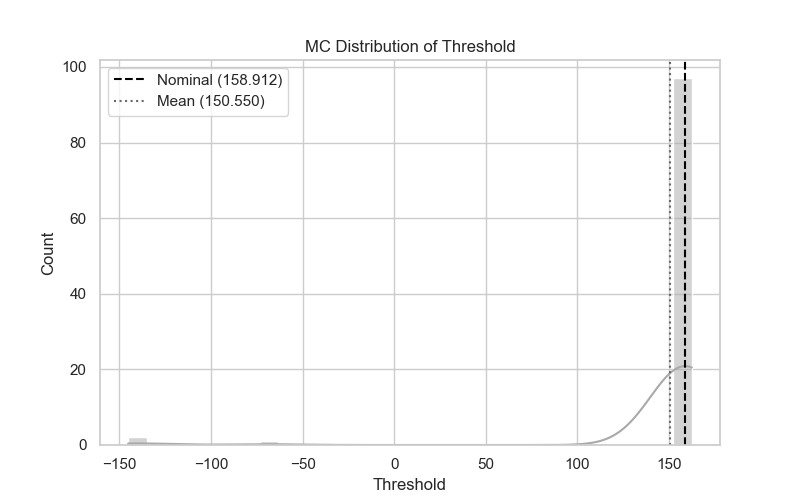 MC Distribution of Threshold
Nominal (158.912)
Mean (150.550)
100
80
60
40
20
0
Count
−150
−100
−50
0
50
100
150
Threshold